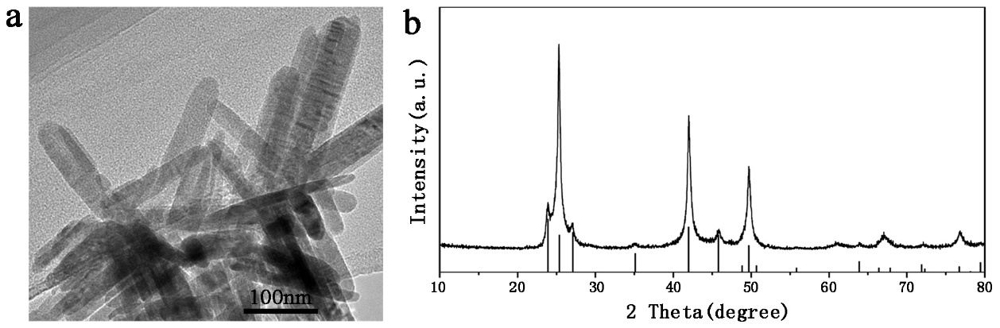 a
100nm
b
Intensity(a.u.)
10 20 30 40 50 60 70 80
2 Theta(degree)